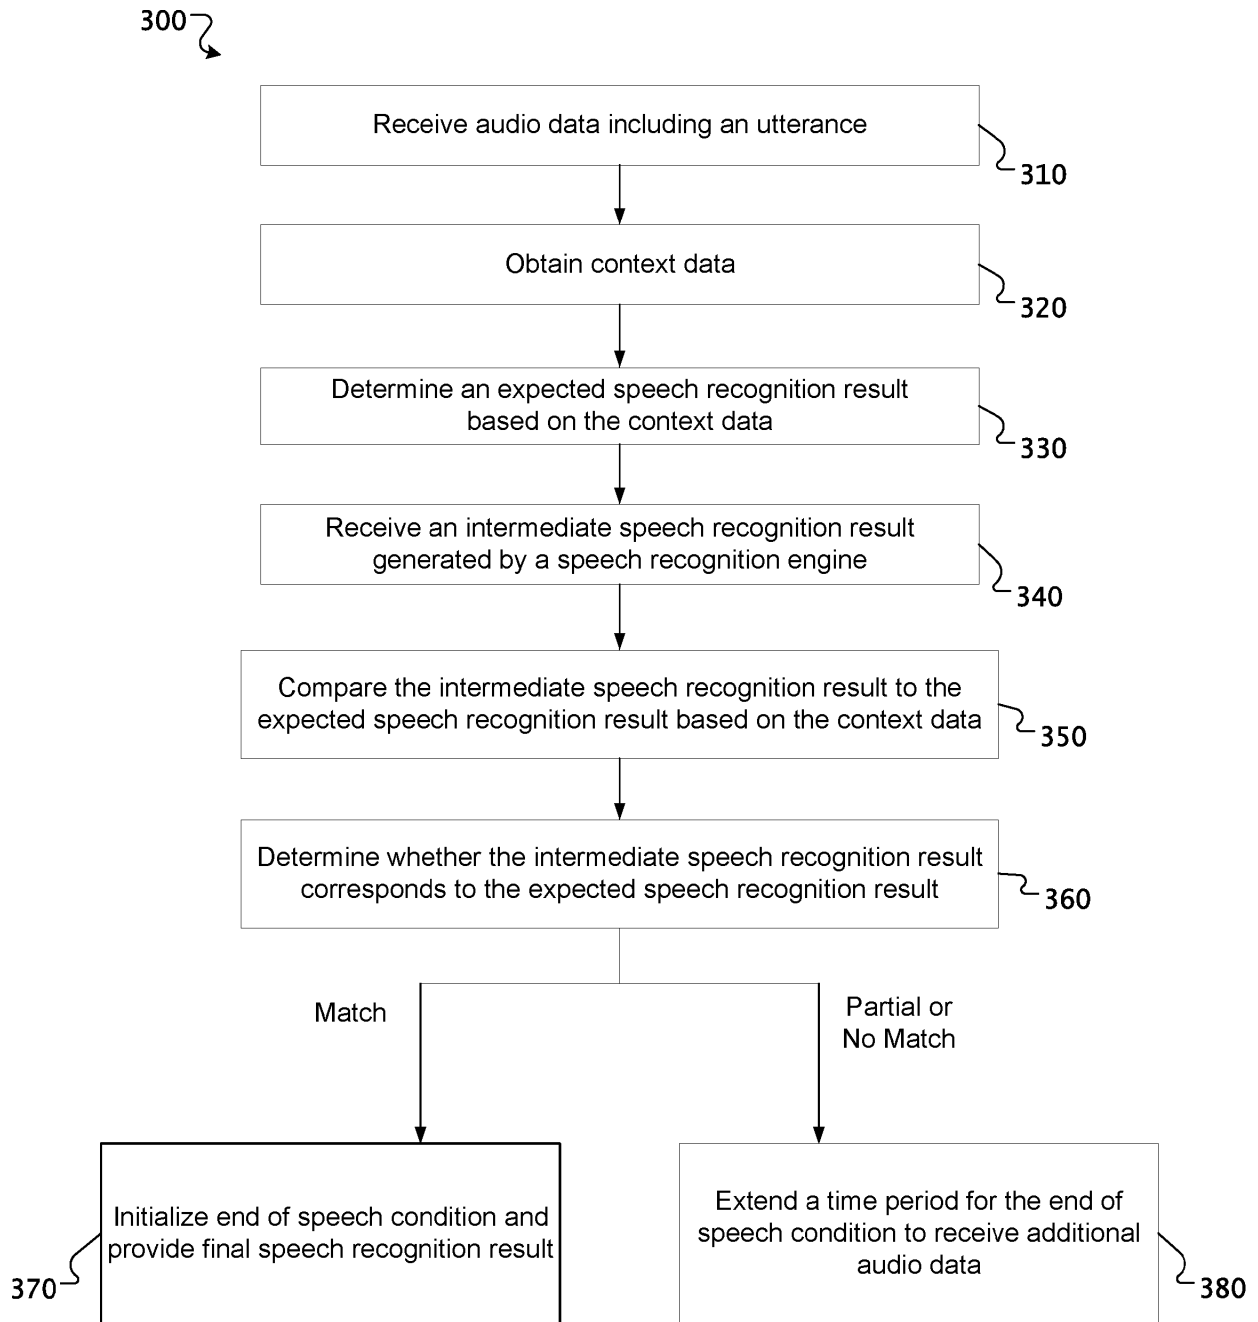 300
Receive audio data including an utterance
310
Obtain context data
320
Determine an expected speech recognition result
based on the context data
330
Receive an intermediate speech recognition result
generated by a speech recognition engine
340
Compare the intermediate speech recognition result to the
expected speech recognition result based on the context data
350
Determine whether the intermediate speech recognition result
corresponds to the expected speech recognition result
360
Match
Partial or
No Match
Initialize end of speech condition and
provide final speech recognition result
370
Extend a time period for the end of
speech condition to receive additional
audio data
380